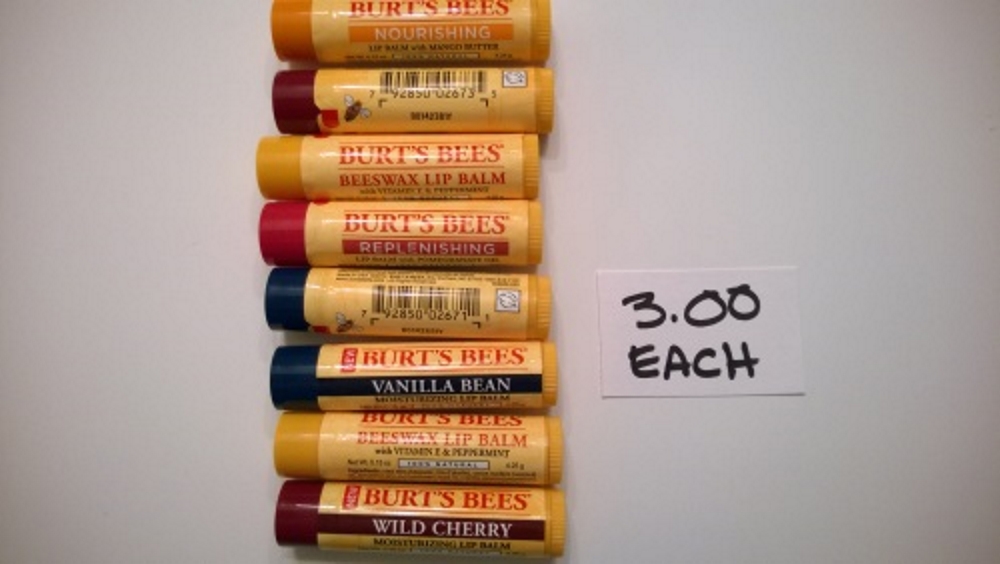 BURT'S BEES
NOURISHING
LIP BALM with MANGO BUTTER
7 92850 02673 5
BURT'S BEES
BEESWAX LIP BALM
with VITAMIN E & PEPPERMINT
BURT'S BEES
REPLENISHING
LIP BALM with POMEGRANATE OIL
7 92850 02671 1
NEW
BURT'S BEES
VANILLA BEAN
MOISTURIZING LIP BALM
BURT'S BEES
BEESWAX LIP BALM
with VITAMIN E & PEPPERMINT
100% NATURAL
NEW
BURT'S BEES
WILD CHERRY
MOISTURIZING LIP BALM
3.00
EACH